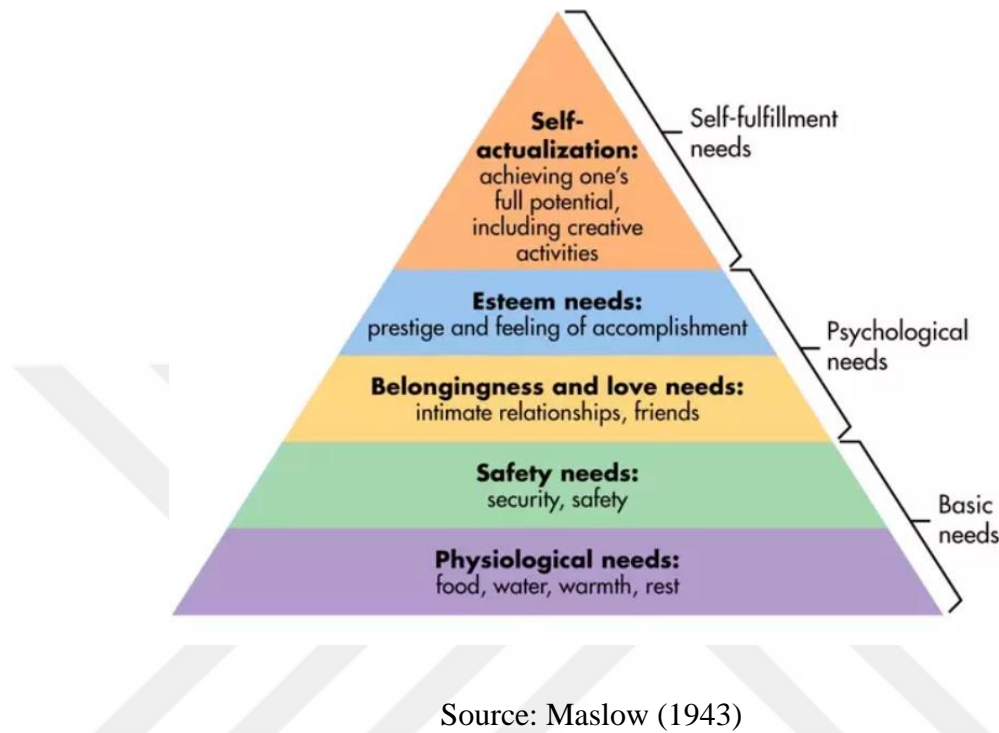 Self-
actualization:
achieving one's
full potential,
including creative
activities
Self-fulfillment
needs
Esteem needs:
prestige and feeling of accomplishment
Psychological
needs
Belongingness and love needs:
intimate relationships, friends
Safety needs:
security, safety
Basic
needs
Physiological needs:
food, water, warmth, rest
Source: Maslow (1943)